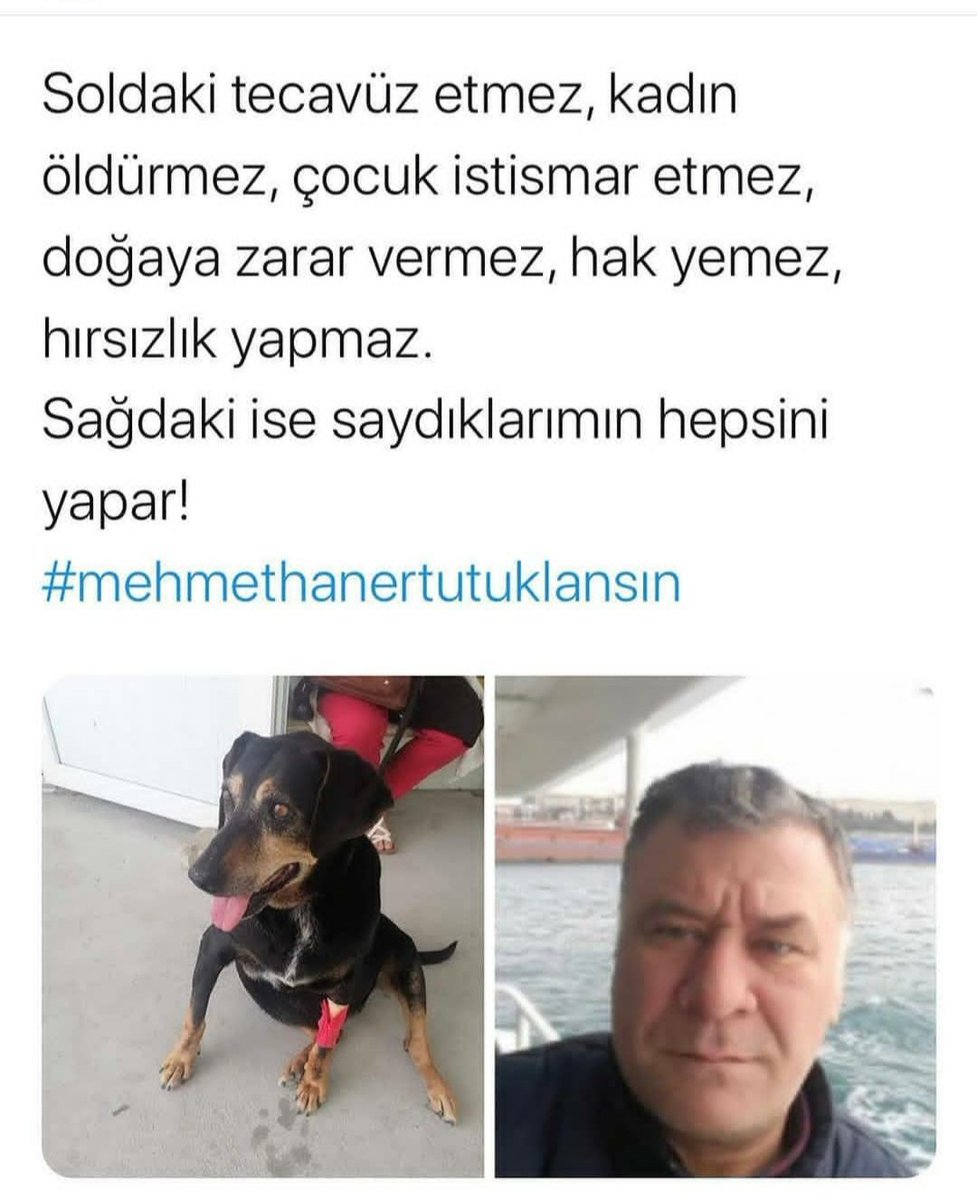 Soldaki tecavüz etmez, kadın
öldürmez, çocuk istismar etmez,
doğaya zarar vermez, hak yemez,
hırsızlık yapmaz.
Sağdaki ise saydıklarımın hepsini
yapar!
#mehmethanertutuklansın